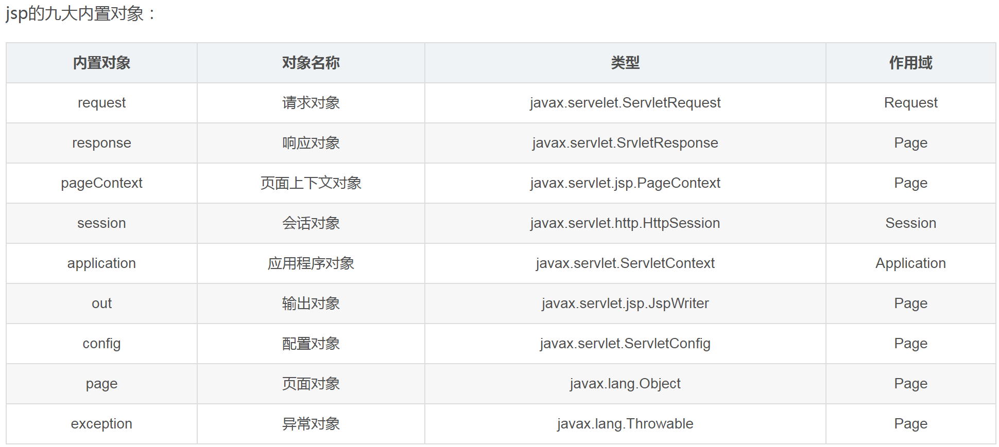 jsp的九大内置对象：
内置对象 对象名称 类型 作用域
request 请求对象 javax.servelet.ServletRequest Request
response 响应对象 javax.servlet.SrvletResponse Page
pageContext 页面上下文对象 javax.servlet.jsp.PageContext Page
session 会话对象 javax.servlet.http.HttpSession Session
application 应用程序对象 javax.servlet.ServletContext Application
out 输出对象 javax.servlet.jsp.JspWriter Page
config 配置对象 javax.servlet.ServletConfig Page
page 页面对象 javax.lang.Object Page
exception 异常对象 javax.lang.Throwable Page